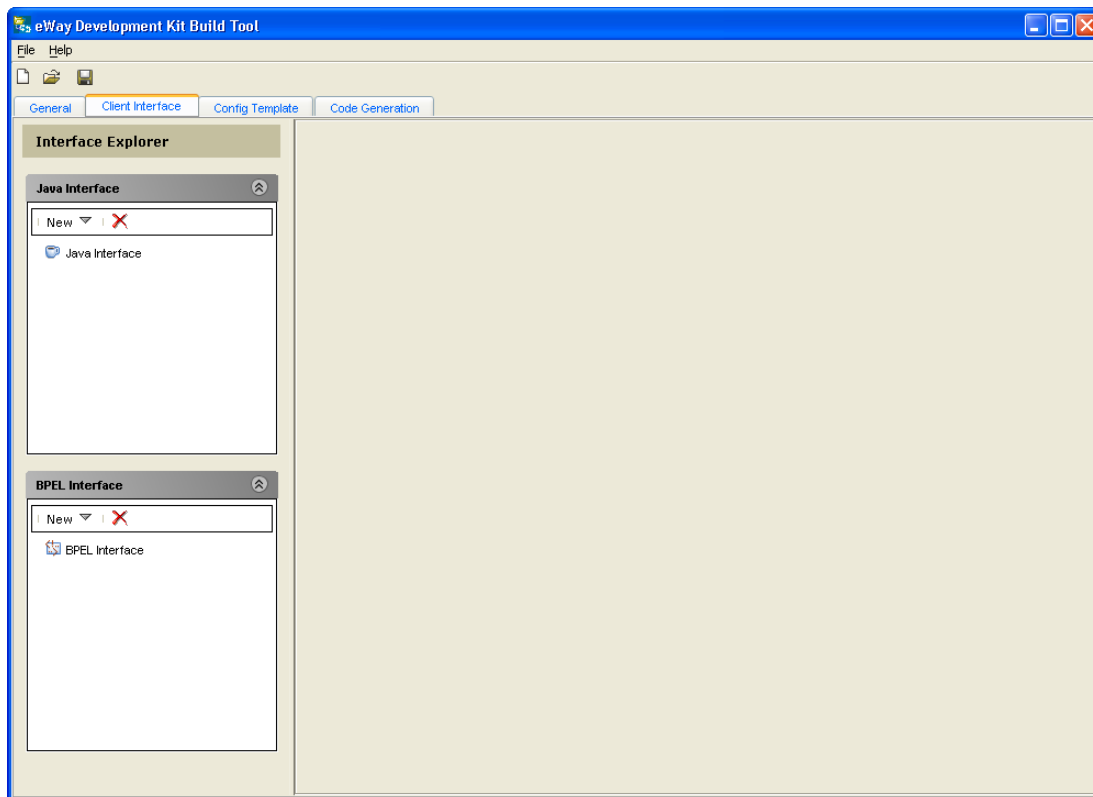 eWay Development Kit Build Tool
File Help
General Client Interface Config Template Code Generation
Interface Explorer
Java Interface
New
Java Interface
BPEL Interface
New
BPEL Interface